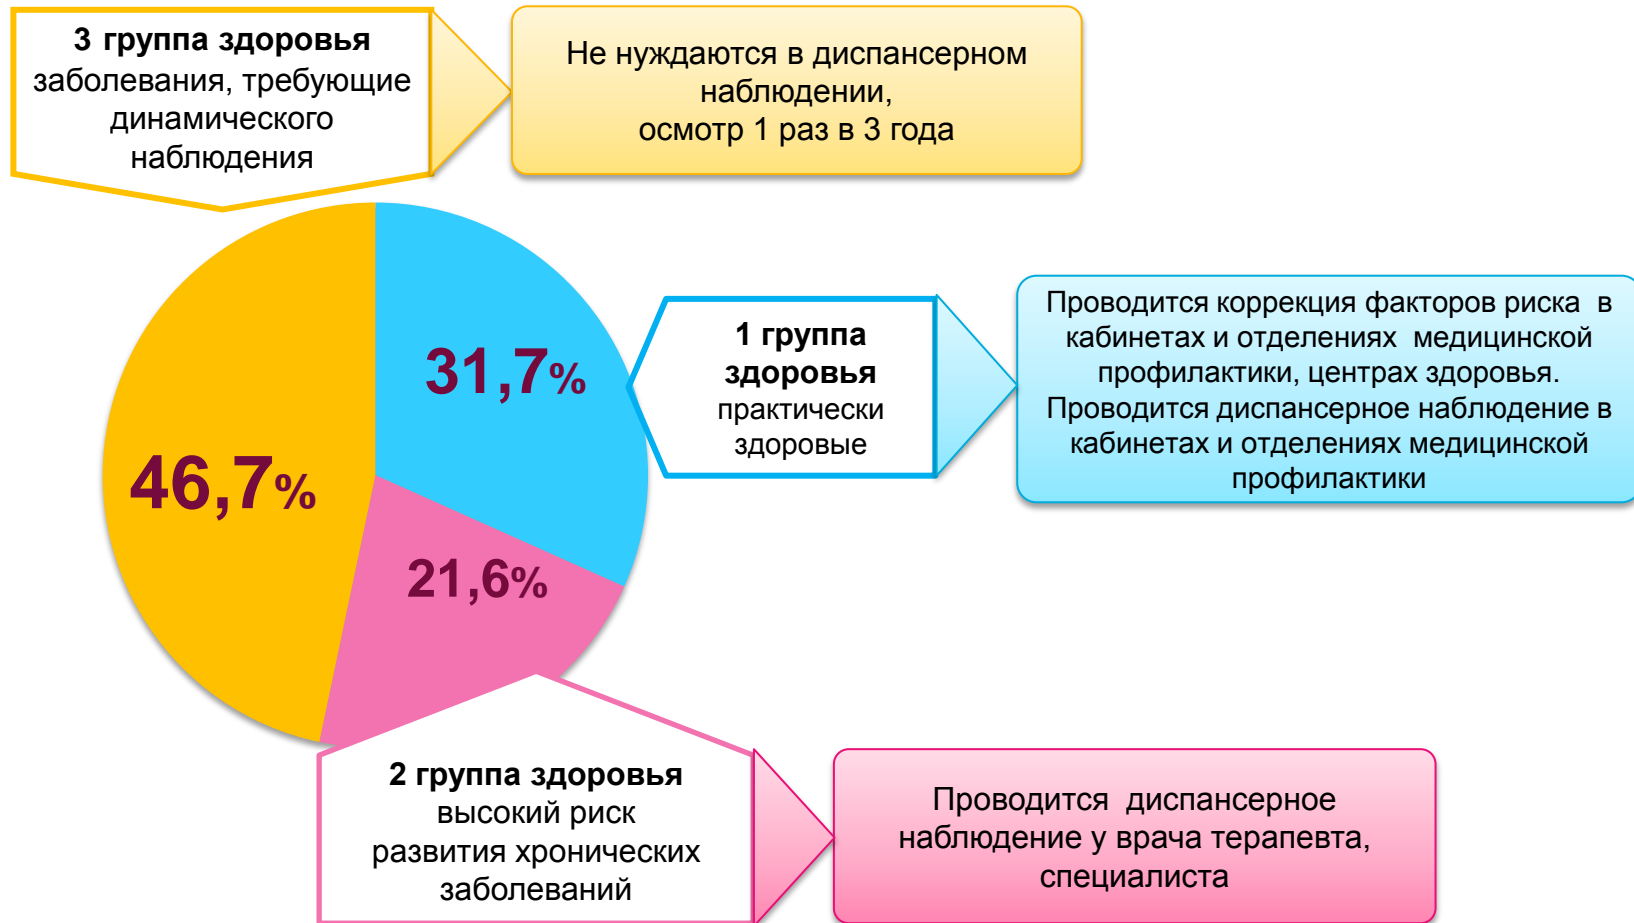 3 группа здоровья
заболевания, требующие
динамического
наблюдения
Не нуждаются в диспансерном
наблюдении,
осмотр 1 раз в 3 года
31,7%
46,7%
21,6%
1 группа
здоровья
практически
здоровые
Проводится коррекция факторов риска в
кабинетах и отделениях медицинской
профилактики, центрах здоровья.
Проводится диспансерное наблюдение в
кабинетах и отделениях медицинской
профилактики
2 группа здоровья
высокий риск
развития хронических
заболеваний
Проводится диспансерное
наблюдение у врача терапевта,
специалиста